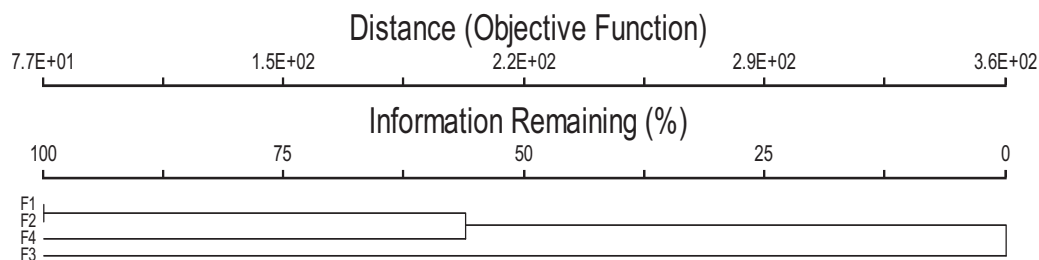 Distance (Objective Function)
7.7E+01 1.5E+02 2.2E+02 2.9E+02 3.6E+02
Information Remaining (%)
100 75 50 25 0
F1
F2
F4
F3